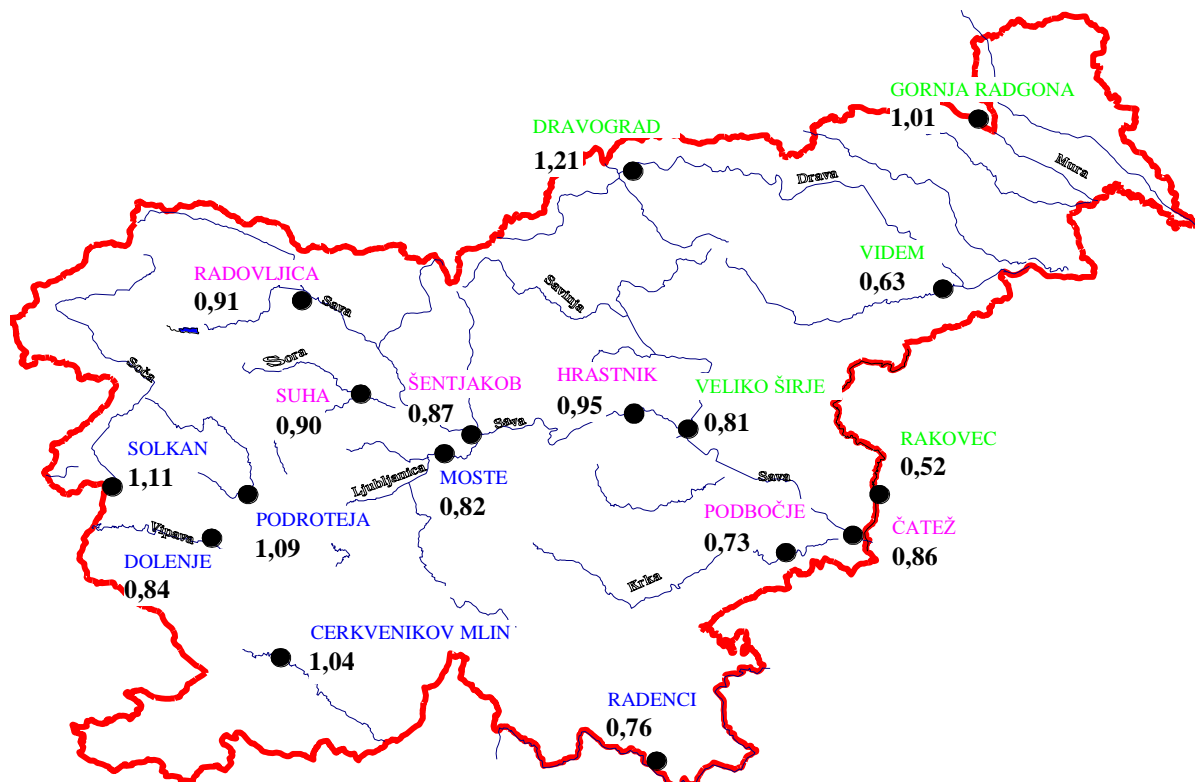 GORNJA RADGONA
1,01
DRAVOGRAD
1,21
Mura
Drava
VIDEM
0,63
RADOVLJICA
0,91
Sava
Savinja
Soča
Sora
SUHA
0,90
ŠENTJAKOB
0,87
Sava
HRASTNIK
0,95
VELIKO ŠIRJE
0,81
SOLKAN
1,11
Ljubljanica
MOSTE
0,82
Sava
RAKOVEC
0,52
PODROTEJA
1,09
Vipava
DOLENJE
0,84
PODBOČJE
0,73
ČATEŽ
0,86
Krka
CERKVENIKOV MLIN
1,04
RADENCI
0,76